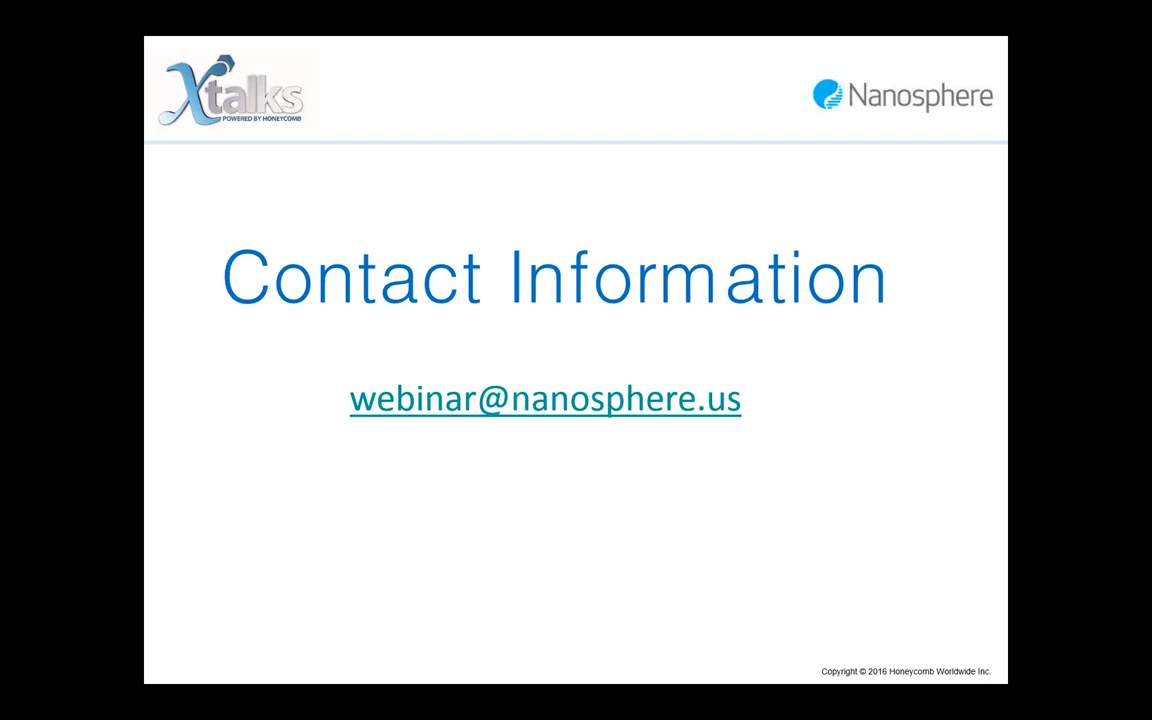 Xtalks
POWERED BY HONEYCOMB
Nanosphere
Contact Information
webinar@nanosphere.us
Copyright © 2016 Honeycomb Worldwide Inc.